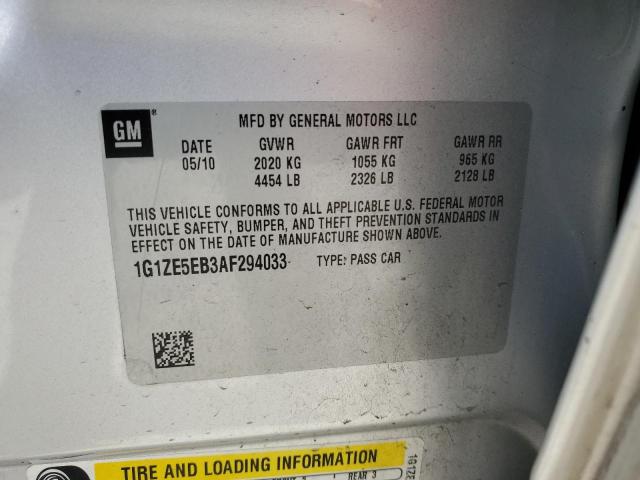 GM ®
MFD BY GENERAL MOTORS LLC
DATE GVWR GAWR FRT GAWR RR
05/10 2020 KG 1055 KG 965 KG
4454 LB 2326 LB 2128 LB
THIS VEHICLE CONFORMS TO ALL APPLICABLE U.S. FEDERAL MOTOR
VEHICLE SAFETY, BUMPER, AND THEFT PREVENTION STANDARDS IN
EFFECT ON THE DATE OF MANUFACTURE SHOWN ABOVE.
1G1ZE5EB3AF294033 TYPE: PASS CAR
TIRE AND LOADING INFORMATION
REAR 3
1G1ZE